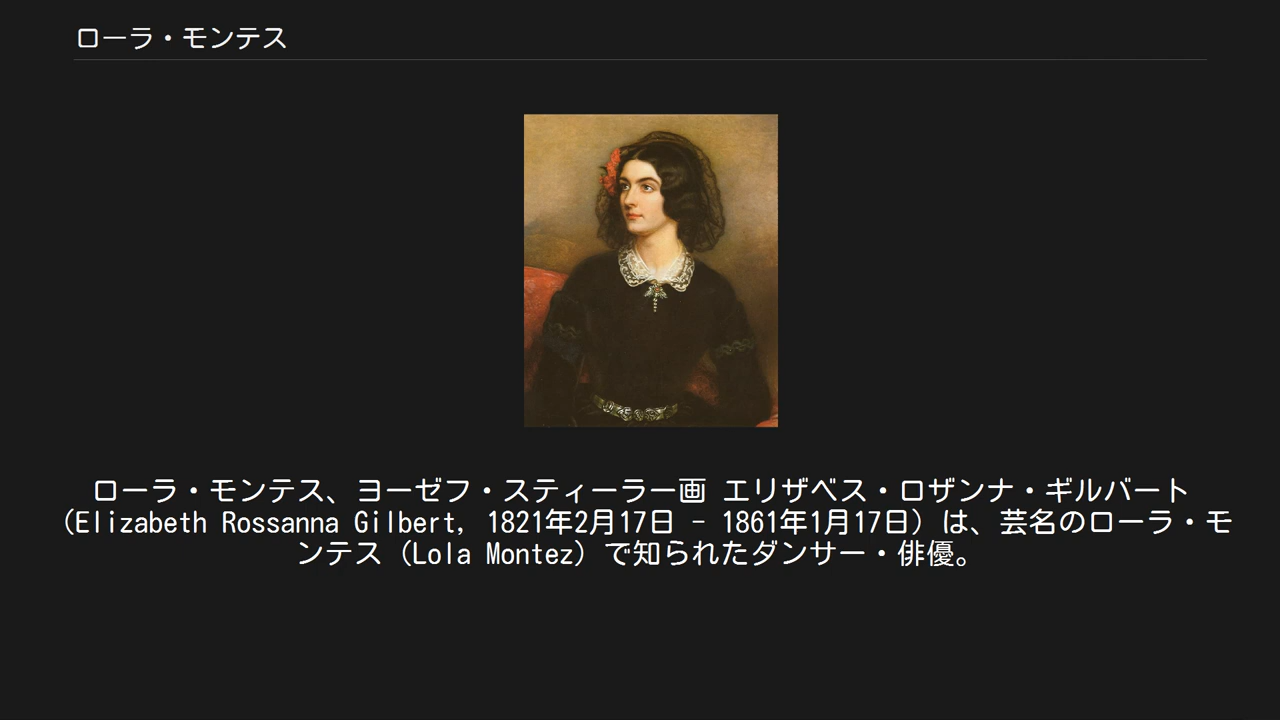 ローラ・モンテス
ローラ・モンテス、ヨーゼフ・スティーラー画 エリザベス・ロザンナ・ギルバート
（Elizabeth Rossanna Gilbert, 1821年2月17日 - 1861年1月17日）は、芸名のローラ・モ
ンテス（Lola Montez）で知られたダンサー・俳優。